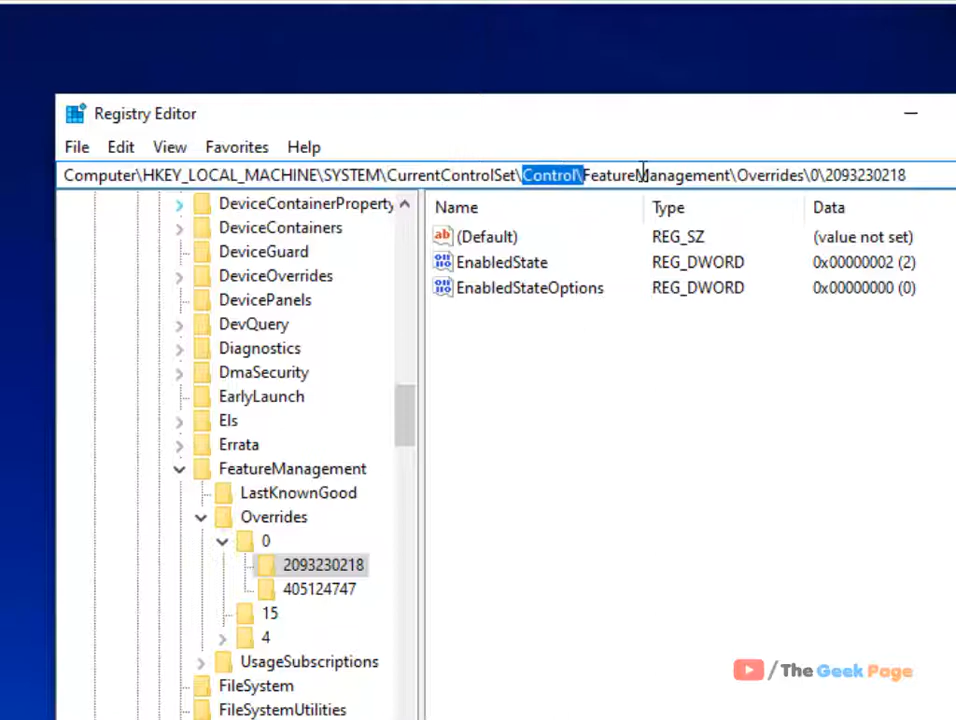 Registry Editor
File Edit View Favorites Help
Computer\HKEY_LOCAL_MACHINE\SYSTEM\CurrentControlSet\Control\FeatureManagement\Overrides\0\2093230218
DeviceContainerProperty
DeviceContainers
DeviceGuard
DeviceOverrides
DevicePanels
DevQuery
Diagnostics
DmaSecurity
EarlyLaunch
Els
Errata
FeatureManagement
LastKnownGood
Overrides
0
2093230218
405124747
15
4
UsageSubscriptions
FileSystem
FileSystemUtilities
Name Type Data
(Default) REG_SZ (value not set)
EnabledState REG_DWORD 0x00000002 (2)
EnabledStateOptions REG_DWORD 0x00000000 (0)
/The Geek Page